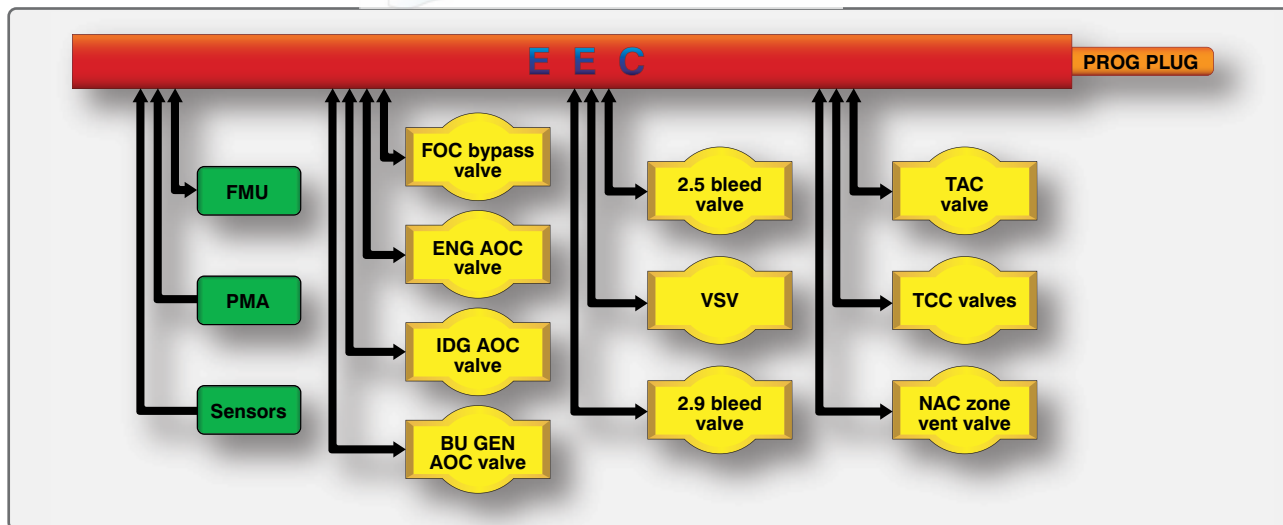 E E C
PROG PLUG
FMU
PMA
Sensors
FOC bypass
valve
ENG AOC
valve
IDG AOC
valve
BU GEN
AOC valve
2.5 bleed
valve
VSV
2.9 bleed
valve
TAC
valve
TCC valves
NAC zone
vent valve